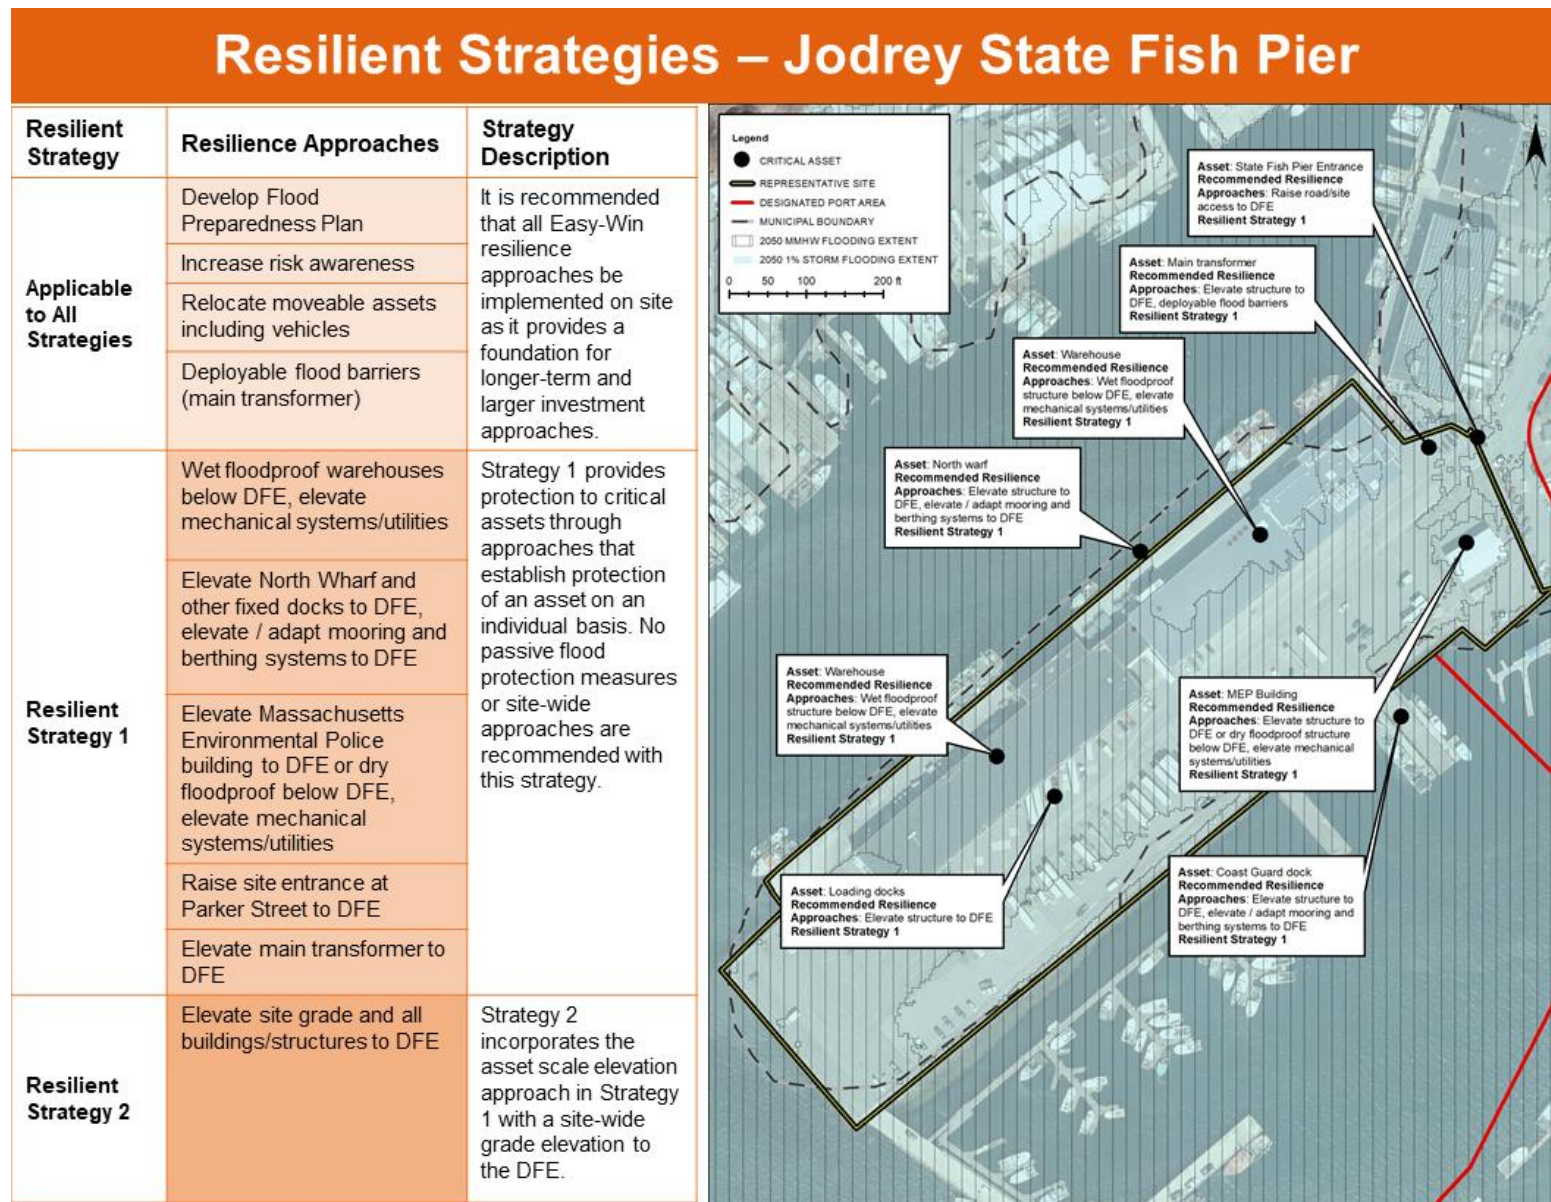 Resilient Strategies – Jodrey State Fish Pier
Resilient
Strategy
Resilience Approaches
Strategy
Description
Applicable
to All
Strategies
Develop Flood
Preparedness Plan
Increase risk awareness
Relocate moveable assets
including vehicles
Deployable flood barriers
(main transformer)
It is recommended
that all Easy-Win
resilience
approaches be
implemented on site
as it provides a
foundation for
longer-term and
larger investment
approaches.
Resilient
Strategy 1
Wet floodproof warehouses
below DFE, elevate
mechanical systems/utilities
Elevate North Wharf and
other fixed docks to DFE,
elevate / adapt mooring and
berthing systems to DFE
Elevate Massachusetts
Environmental Police
building to DFE or dry
floodproof below DFE,
elevate mechanical
systems/utilities
Raise site entrance at
Parker Street to DFE
Elevate main transformer to
DFE
Strategy 1 provides
protection to critical
assets through
approaches that
establish protection
of an asset on an
individual basis. No
passive flood
protection measures
or site-wide
approaches are
recommended with
this strategy.
Resilient
Strategy 2
Elevate site grade and all
buildings/structures to DFE
Strategy 2
incorporates the
asset scale elevation
approach in Strategy
1 with a site-wide
grade elevation to
the DFE.
Legend
CRITICAL ASSET
REPRESENTATIVE SITE
DESIGNATED PORT AREA
MUNICIPAL BOUNDARY
2050 MMHW FLOODING EXTENT
2050 1% STORM FLOODING EXTENT
0 50 100 200 ft
Asset: State Fish Pier Entrance
Recommended Resilience
Approaches: Raise road/site
access to DFE
Resilient Strategy 1
Asset: Main transformer
Recommended Resilience
Approaches: Elevate structure to
DFE, deployable flood barriers
Resilient Strategy 1
Asset: Warehouse
Recommended Resilience
Approaches: Wet floodproof
structure below DFE, elevate
mechanical systems/utilities
Resilient Strategy 1
Asset: North warf
Recommended Resilience
Approaches: Elevate structure to
DFE, elevate / adapt mooring and
berthing systems to DFE
Resilient Strategy 1
Asset: Warehouse
Recommended Resilience
Approaches: Wet floodproof
structure below DFE, elevate
mechanical systems/utilities
Resilient Strategy 1
Asset: MEP Building
Recommended Resilience
Approaches: Elevate structure to
DFE or dry floodproof structure
below DFE, elevate mechanical
systems/utilities
Resilient Strategy 1
Asset: Loading docks
Recommended Resilience
Approaches: Elevate structure to DFE
Resilient Strategy 1
Asset: Coast Guard dock
Recommended Resilience
Approaches: Elevate structure to
DFE, elevate / adapt mooring and
berthing systems to DFE
Resilient Strategy 1